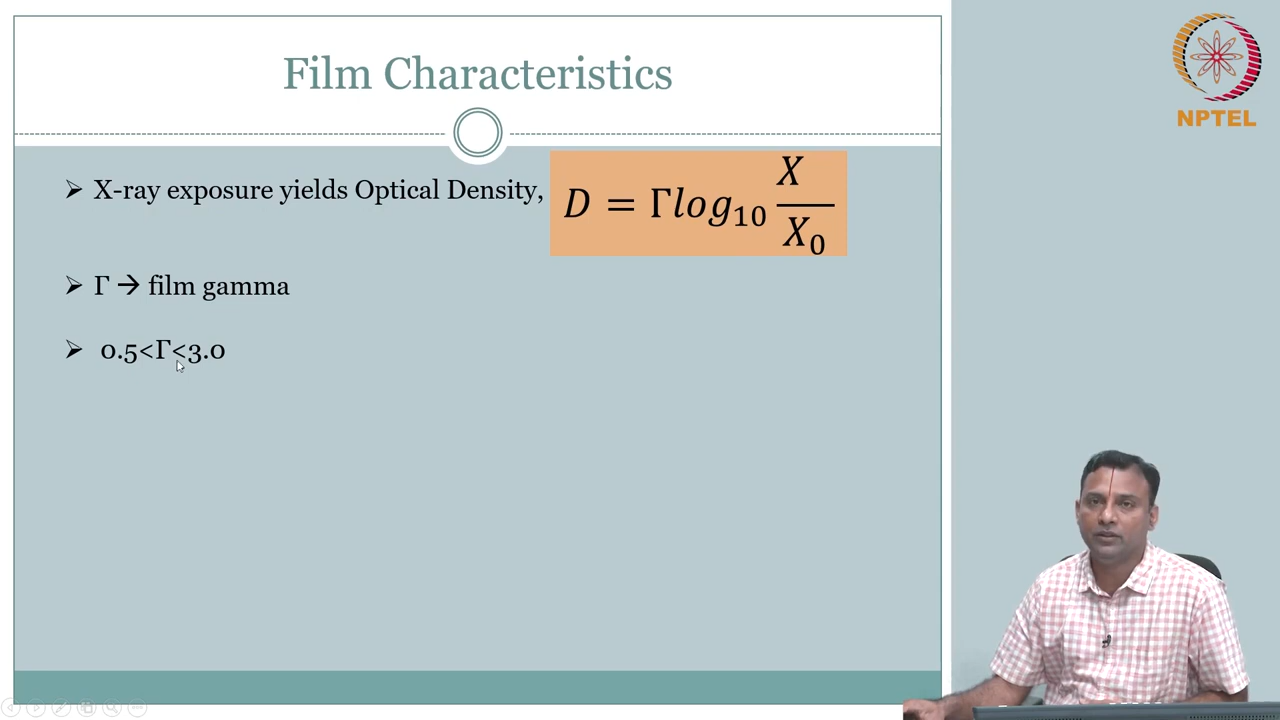 Film Characteristics
NPTEL
➢ X-ray exposure yields Optical Density,
D = Γlog₁₀ X/X₀
➢ Γ → film gamma
➢ 0.5<Γ<3.0